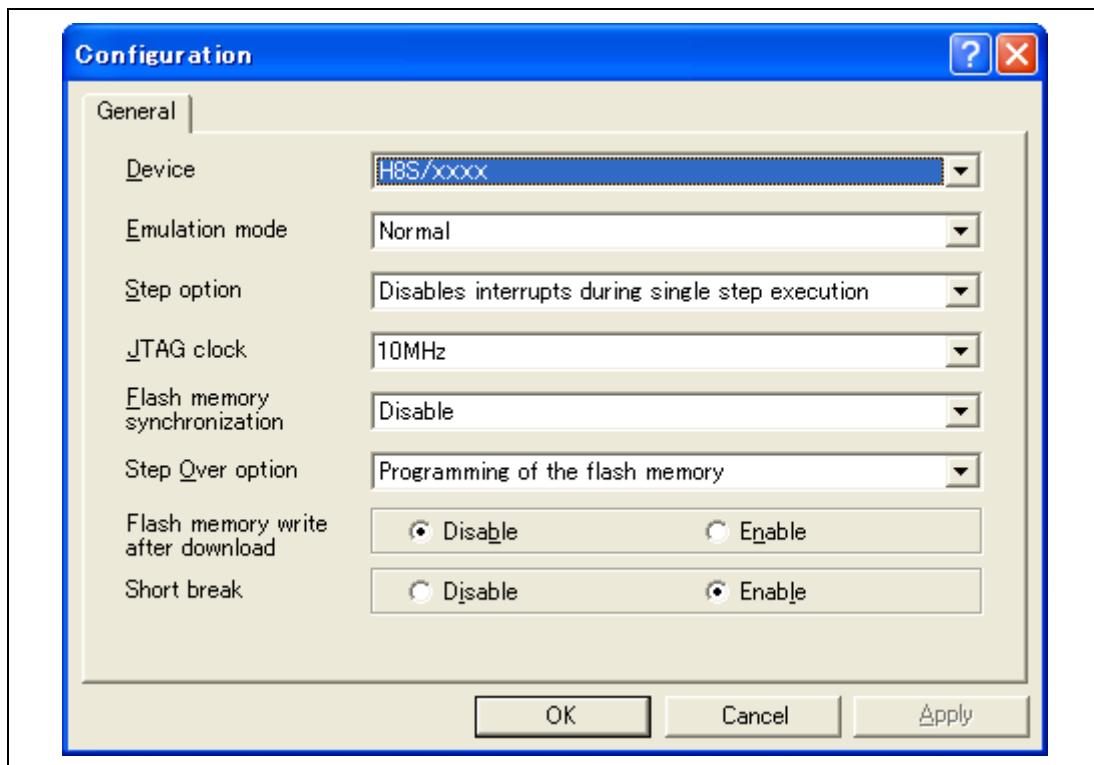 Configuration
General
Device
H8S/xxxx
Emulation mode
Normal
Step option
Disables interrupts during single step execution
JTAG clock
10MHz
Flash memory
synchronization
Disable
Step Over option
Programming of the flash memory
Flash memory write
after download
Disable Enable
Short break
Disable Enable
OK Cancel Apply